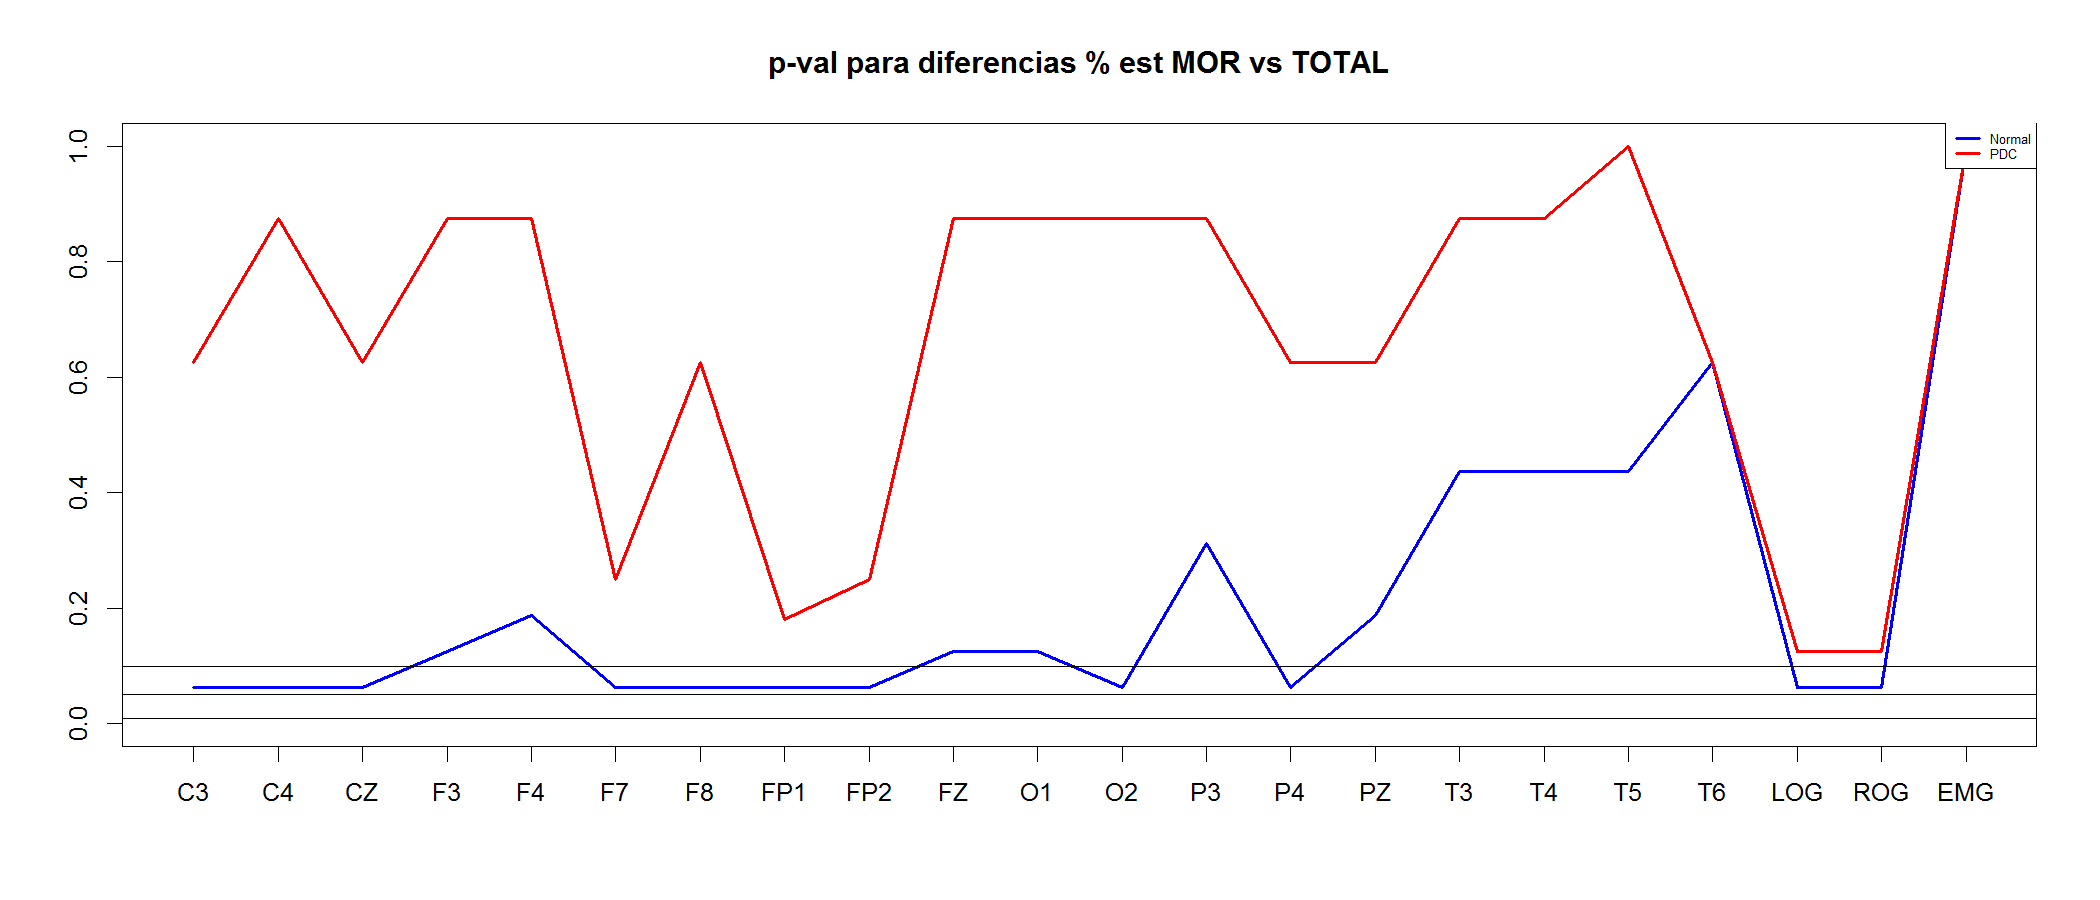 p-val para diferencias % est MOR vs TOTAL
Normal
PDC
1.0
0.8
0.6
0.4
0.2
0.0
C3 C4 CZ F3 F4 F7 F8 FP1 FP2 FZ O1 O2 P3 P4 PZ T3 T4 T5 T6 LOG ROG EMG